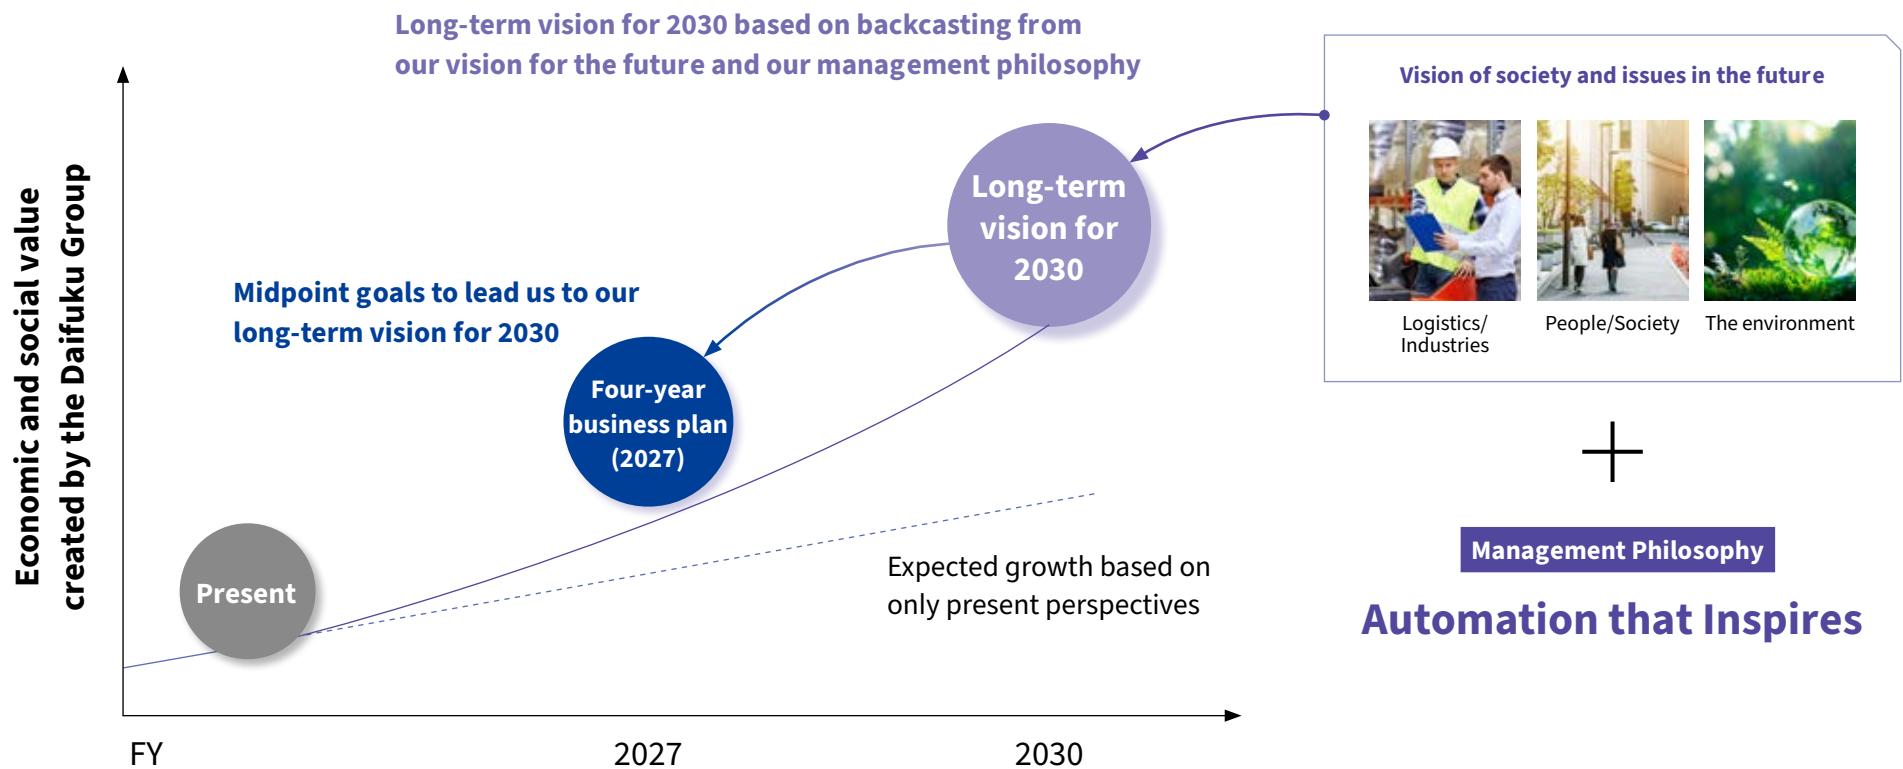 Long-term vision for 2030 based on backcasting from
our vision for the future and our management philosophy
Economic and social value
created by the Daifuku Group
Midpoint goals to lead us to our
long-term vision for 2030
Present
Four-year
business plan
(2027)
Long-term
vision for
2030
Expected growth based on
only present perspectives
FY
2027
2030
Vision of society and issues in the future
Logistics/
Industries
People/Society
The environment
+
Management Philosophy
Automation that Inspires